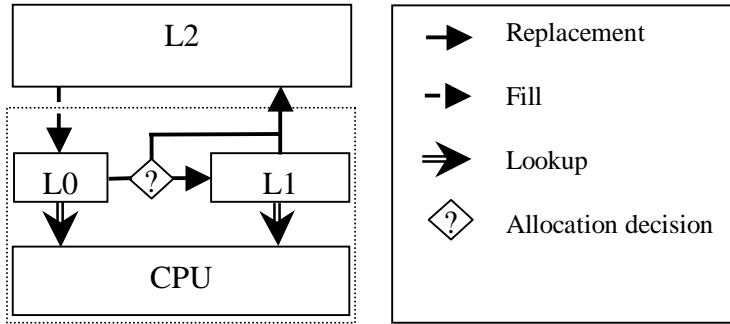 L2
L0
?
L1
CPU
Replacement
Fill
Lookup
?
Allocation decision